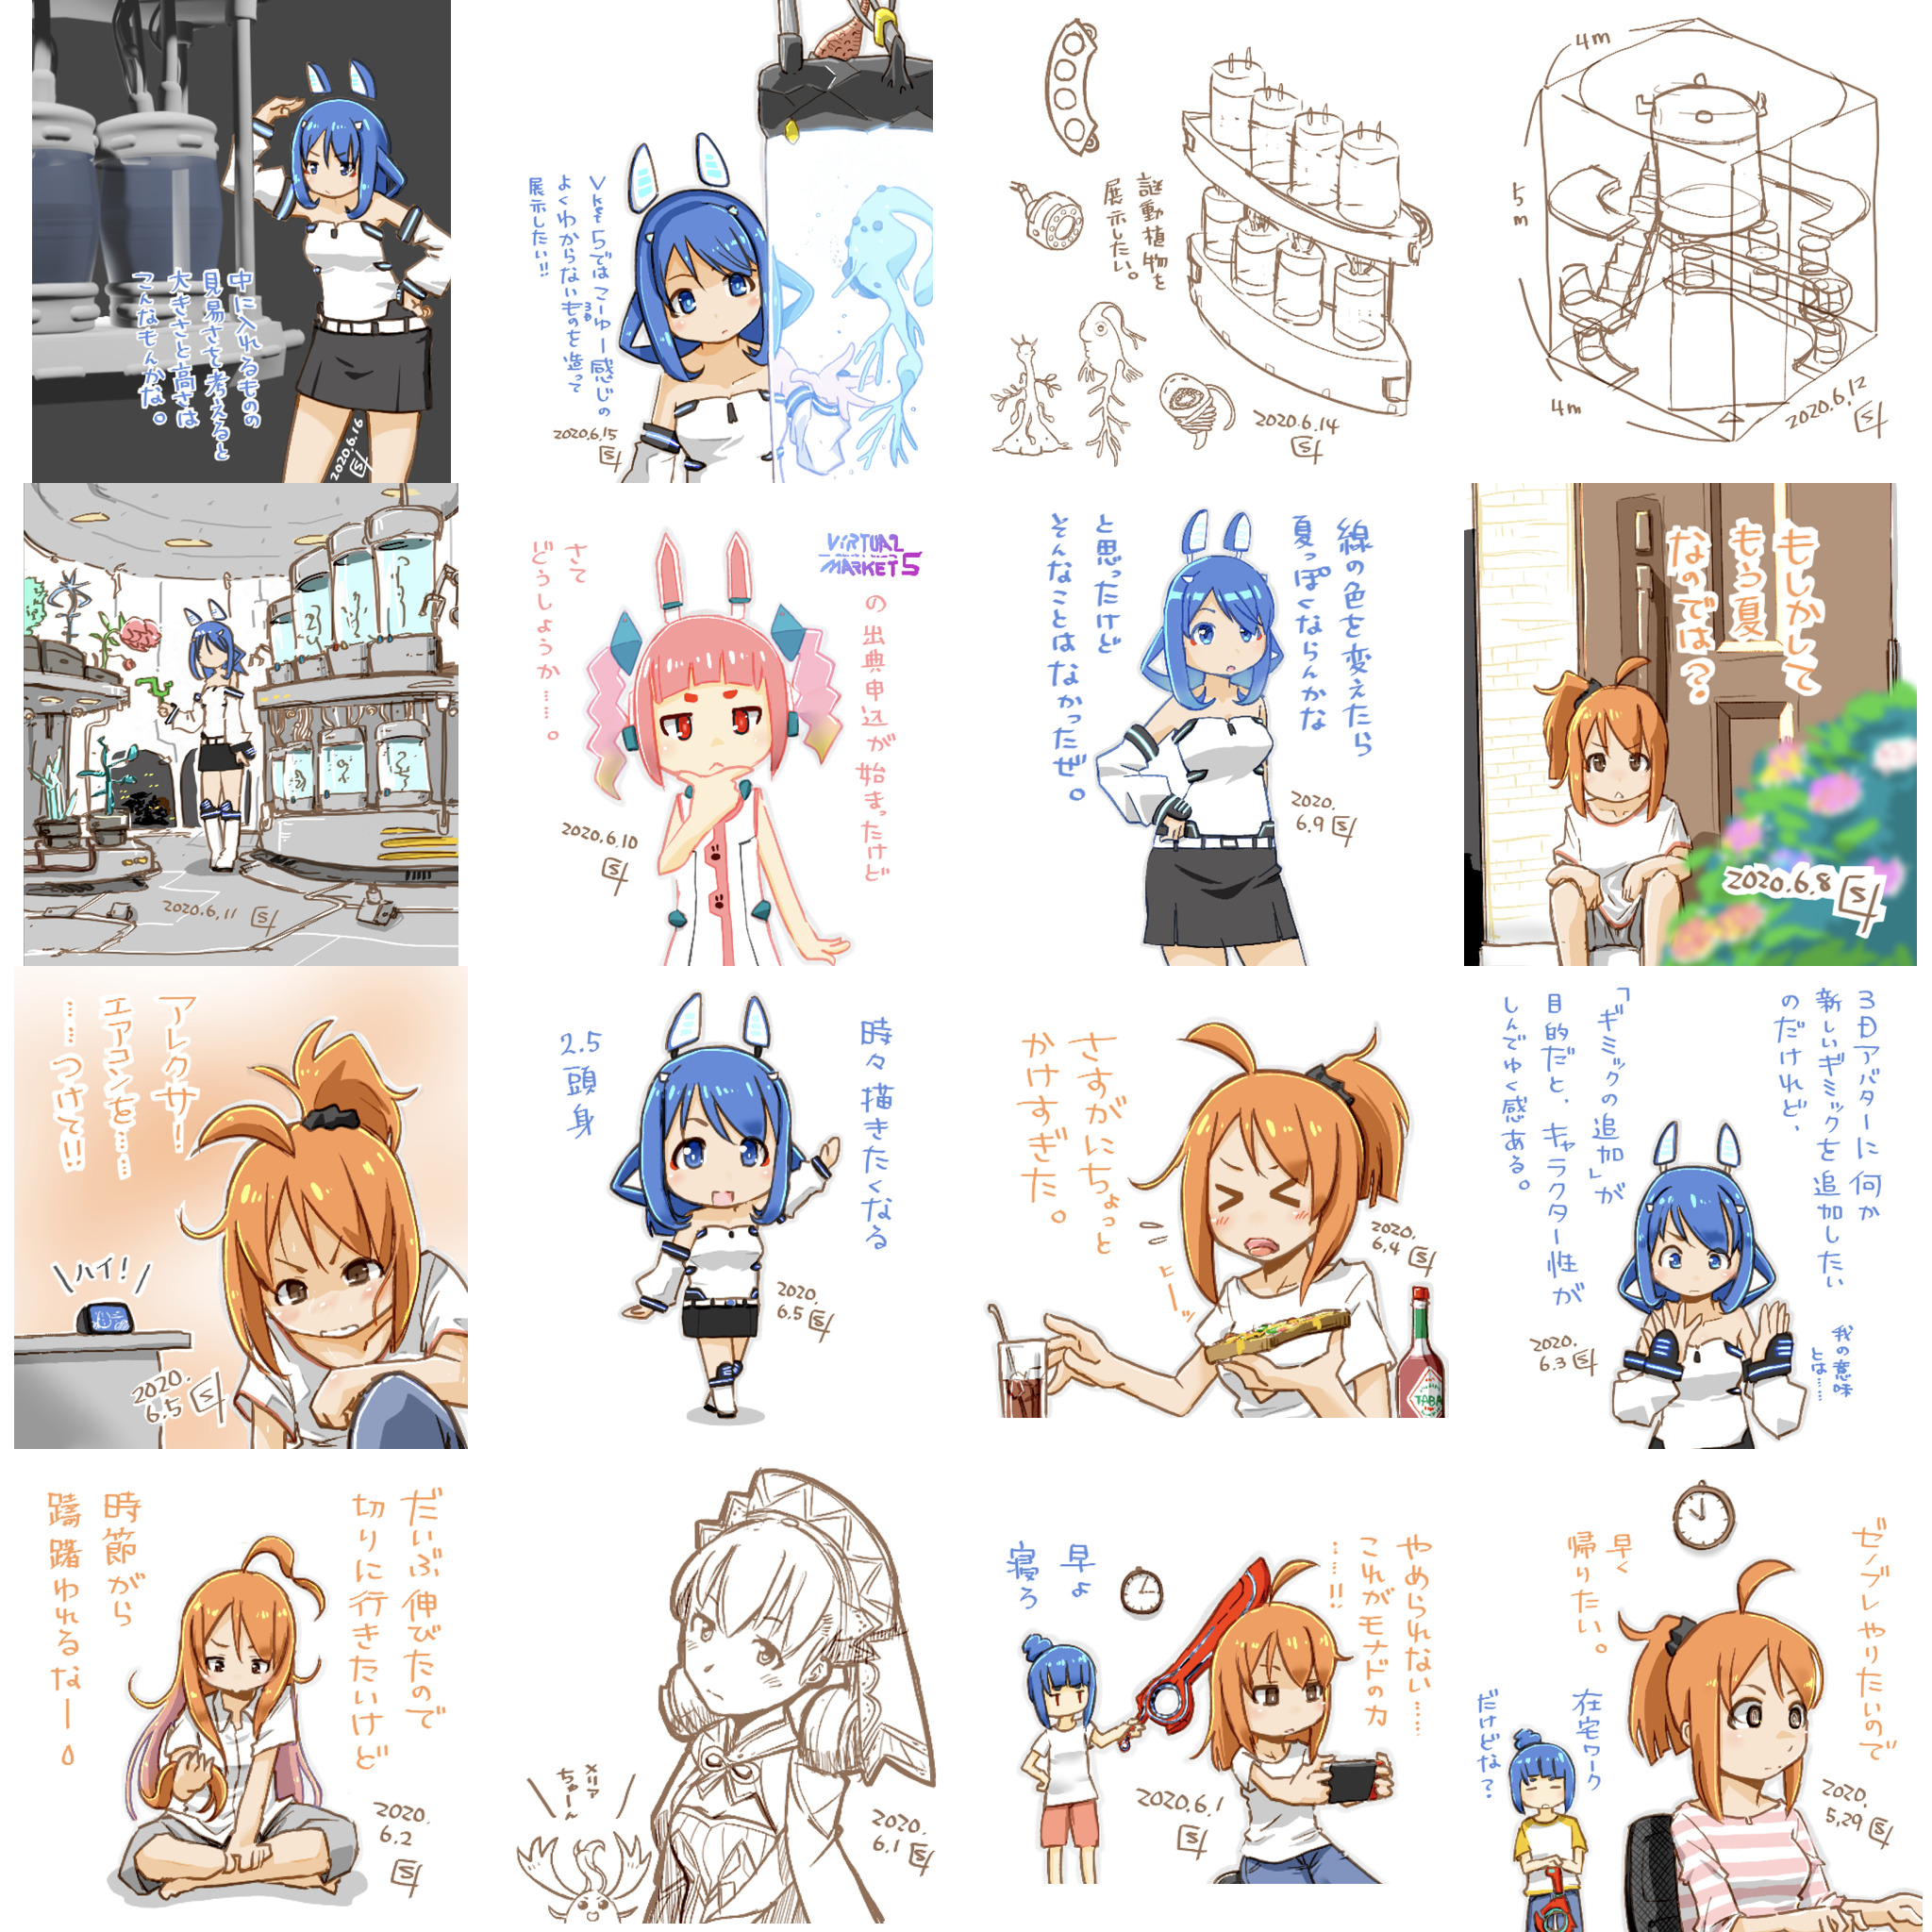 中に入れるものの
見易さを考えると
大きさと高さは
こんなもんかな。
2020.6.16
Vket5ではこーゆー感じの
よくわからないものを造って
展示したい!!
2020.6.15
謎動植物を
展示したい。
2020.6.14
4m
5m
4m
2020.6.12
2020.6.11
VIRTUAL
MARKET 5
の出典申込が始まったけど
さて
どうしようか……。
2020.6.10
線の色を変えたら
夏っぽくならんかな
と思ったけど
そんなことはなかったぜ。
2020.
6.9
もしかして
もう夏
なのでは?
2020.6.8
アレクサ!
エアコンを……
……つけて!!
ハイ!
2020.
6.5
時々描きたくなる
2.5頭身
2020.
6.5
さすがにちょっと
かけすぎた。
ヒーッ
TABA
2020.
6.4
3Dアバターに何か
新しいギミックを追加したい
のだけれど、
「ギミックの追加」が
目的だと、キャラクター性が
しんでゆく感ある。
我の意味
とは……
2020.
6.3
だいぶ伸びたので
切りに行きたいけど
時節がら
躊躇われるなー。
2020.
6.2
メリア
ちゃーん
2020.
6.1
やめられない……
これがモナドの力
……!!
早よ
寝ろ
2020.6.1
ゼノブレやりたいので
早く
帰りたい。
在宅ワーク
だけどな?
2020.
5.29